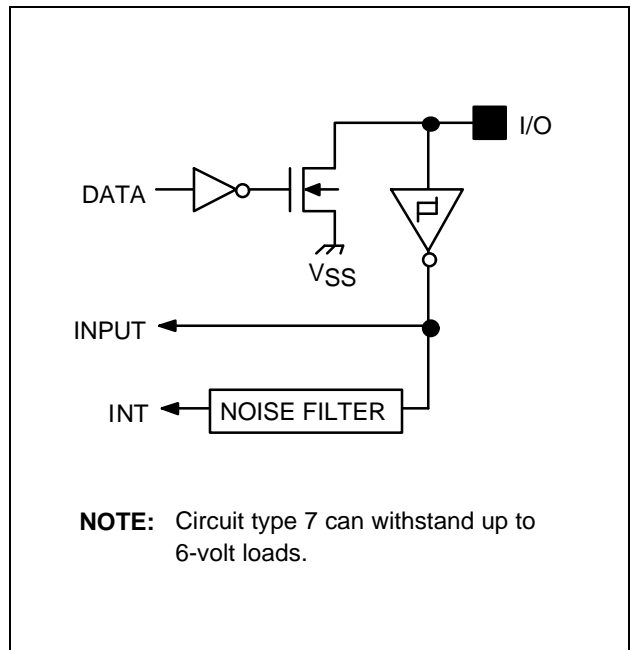 I/O
DATA
VSS
INPUT
INT
NOISE FILTER
NOTE: Circuit type 7 can withstand up to
6-volt loads.